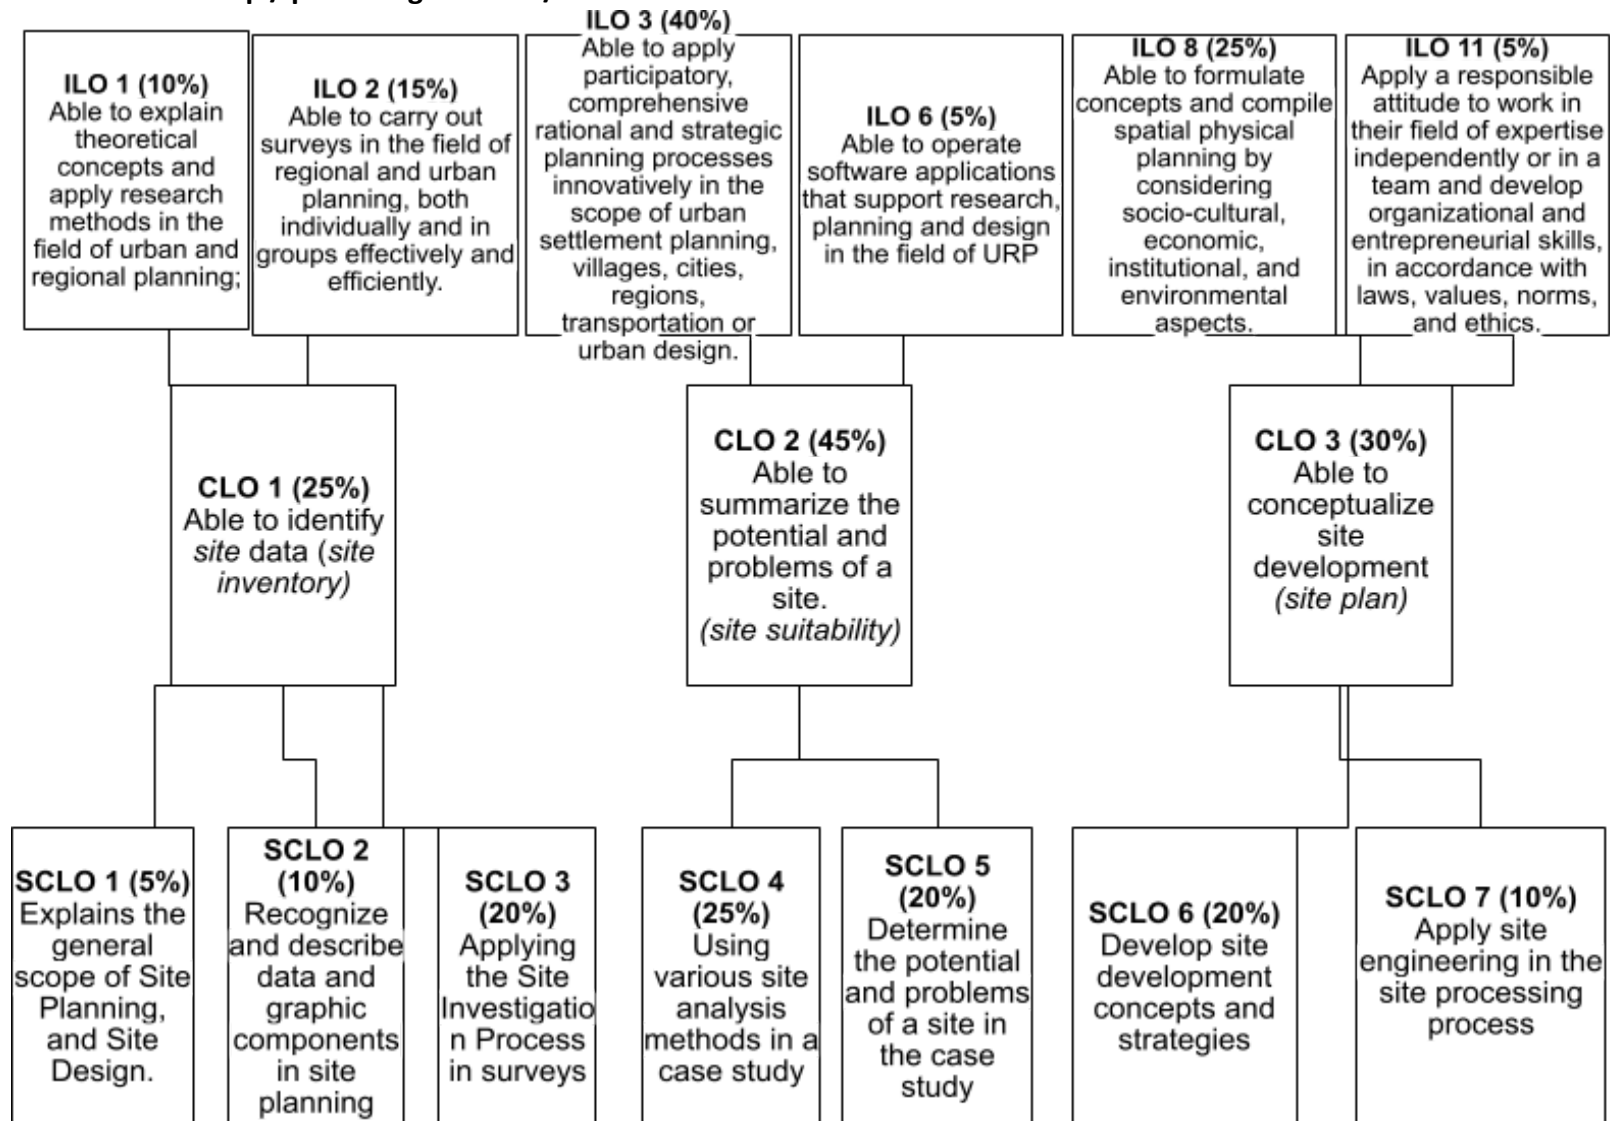 ILO 1 (10%)
Able to explain
theoretical
concepts and
apply research
methods in the
field of urban and
regional planning;
ILO 2 (15%)
Able to carry out
surveys in the field of
regional and urban
planning, both
individually and in
groups effectively and
efficiently.
ILO 3 (40%)
Able to apply
participatory,
comprehensive
rational and strategic
planning processes
innovatively in the
scope of urban
settlement planning,
villages, cities,
regions,
transportation or
urban design.
ILO 6 (5%)
Able to operate
software applications
that support research,
planning and design
in the field of URP
ILO 8 (25%)
Able to formulate
concepts and compile
spatial physical
planning by
considering
socio-cultural,
economic,
institutional, and
environmental
aspects.
ILO 11 (5%)
Apply a responsible
attitude to work in
their field of expertise
independently or in a
team and develop
organizational and
entrepreneurial skills,
in accordance with
laws, values, norms,
and ethics.
CLO 1 (25%)
Able to identify
site data (site
inventory)
CLO 2 (45%)
Able to
summarize the
potential and
problems of a
site.
(site suitability)
CLO 3 (30%)
Able to
conceptualize
site
development
(site plan)
SCLO 1 (5%)
Explains the
general
scope of Site
Planning,
and Site
Design.
SCLO 2
(10%)
Recognize
and describe
data and
graphic
components
in site
planning
SCLO 3
(20%)
Applying
the Site
Investigatio
n Process
in surveys
SCLO 4
(25%)
Using
various site
analysis
methods in a
case study
SCLO 5
(20%)
Determine
the potential
and problems
of a site in
the case
study
SCLO 6 (20%)
Develop site
development
concepts and
strategies
SCLO 7 (10%)
Apply site
engineering in the
site processing
process